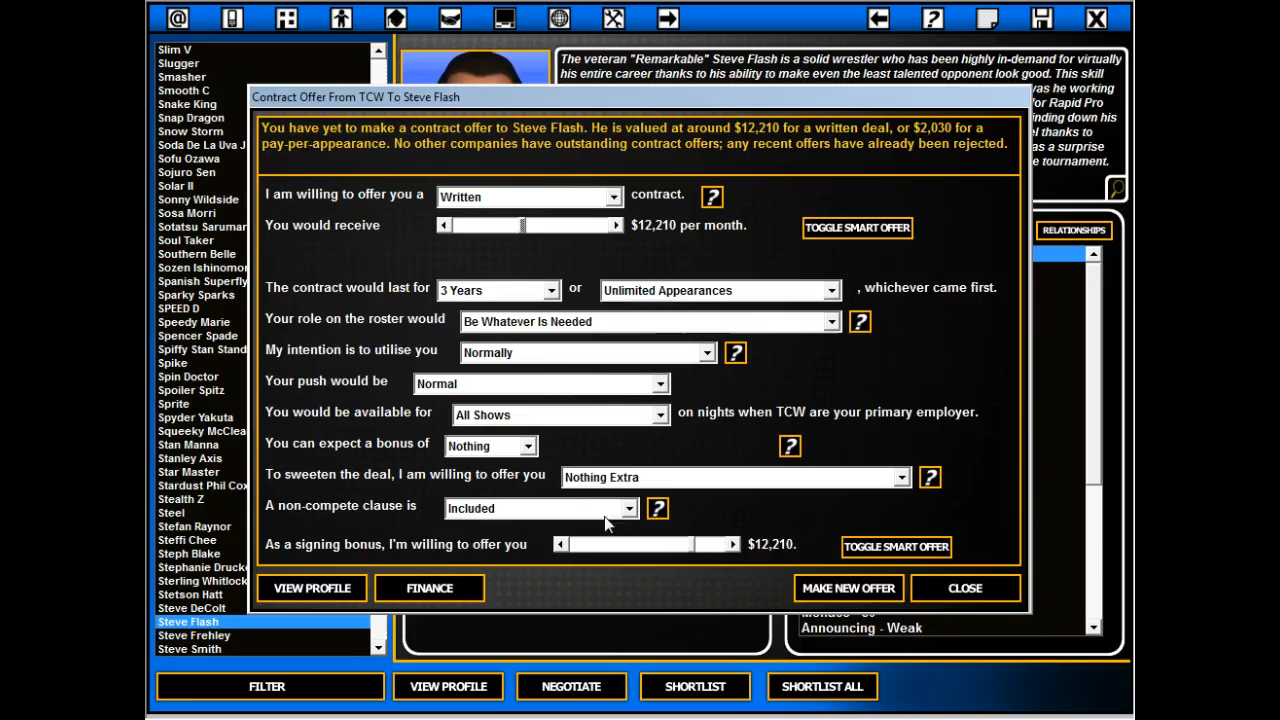 Slim V
Slugger
Smasher
Smooth C
Snake King
Snap Dragon
Snow Storm
Soda De La Uva J
Sofu Ozawa
Sojuro Sen
Solar II
Sonny Wildside
Sosa Morri
Sotatsu Sarumar
Soul Taker
Southern Belle
Sozen Ishinomor
Spanish Superfly
Sparky Sparks
SPEED D
Speedy Marie
Spencer Spade
Spiffy Stan Stand
Spike
Spin Doctor
Spoiler Spitz
Sprite
Spyder Yakuta
Squeeky McClea
Stan Manna
Stanley Axis
Star Master
Stardust Phil Cox
Stealth Z
Steel
Stefan Raynor
Steffi Chee
Steph Blake
Stephanie Druck
Sterling Whitlock
Stetson Hatt
Steve DeColt
Steve Flash
Steve Frehley
Steve Smith
The veteran "Remarkable" Steve Flash is a solid wrestler who has been highly in-demand for virtually
his entire career thanks to his ability to make even the least talented opponent look good. This skill
was he working
for Rapid Pro
inding down his
el thanks to
as a surprise
e tournament.
Contract Offer From TCW To Steve Flash
You have yet to make a contract offer to Steve Flash. He is valued at around $12,210 for a written deal, or $2,030 for a
pay-per-appearance. No other companies have outstanding contract offers; any recent offers have already been rejected.
I am willing to offer you a Written contract. ?
You would receive $12,210 per month. TOGGLE SMART OFFER
The contract would last for 3 Years or Unlimited Appearances , whichever came first.
Your role on the roster would Be Whatever Is Needed ?
My intention is to utilise you Normally ?
Your push would be Normal
You would be available for All Shows on nights when TCW are your primary employer.
You can expect a bonus of Nothing ?
To sweeten the deal, I am willing to offer you Nothing Extra ?
A non-compete clause is Included ?
As a signing bonus, I'm willing to offer you $12,210. TOGGLE SMART OFFER
VIEW PROFILE FINANCE MAKE NEW OFFER CLOSE
RELATIONSHIPS
Announcing - Weak
FILTER VIEW PROFILE NEGOTIATE SHORTLIST SHORTLIST ALL